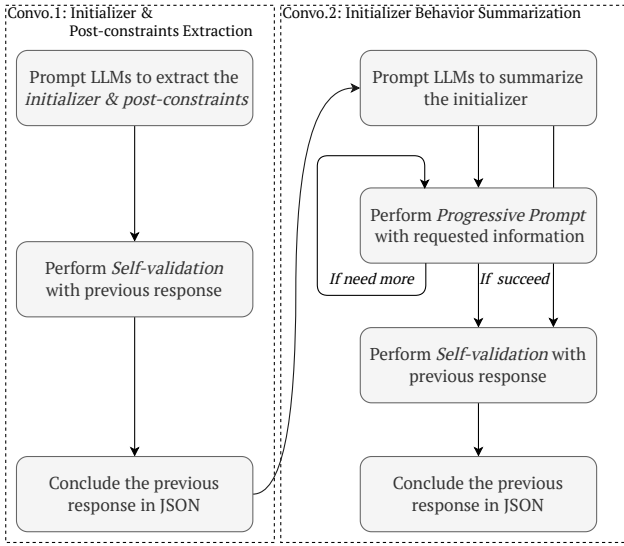 Convo.1: Initializer &
Post-constraints Extraction
Prompt LLMs to extract the
initializer & post-constraints
Perform Self-validation
with previous response
Conclude the previous
response in JSON
Convo.2: Initializer Behavior Summarization
Prompt LLMs to summarize
the initializer
Perform Progressive Prompt
with requested information
If need more
If succeed
Perform Self-validation with
previous response
Conclude the previous
response in JSON